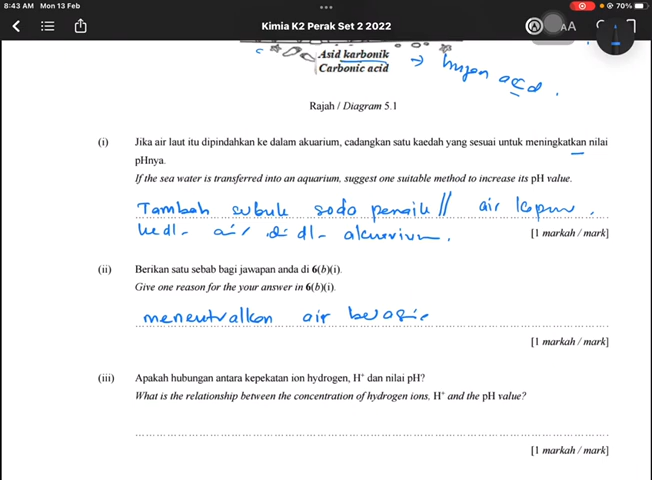 8:43 AM Mon 13 Feb
70%
Kimia K2 Perak Set 2 2022
AA
Asid karbonik
Carbonic acid
→ hujan acd.
Rajah / Diagram 5.1
(i) Jika air laut itu dipindahkan ke dalam akuarium, cadangkan satu kaedah yang sesuai untuk meningkatkan nilai
pHnya.
If the sea water is transferred into an aquarium, suggest one suitable method to increase its pH value.
Tambah sebuk soda penaik // air kapur.
ke dl- air di dl- akuarium.
[1 markah / mark]
(ii) Berikan satu sebab bagi jawapan anda di 6(b)(i).
Give one reason for the your answer in 6(b)(i).
meneutralkan air
[1 markah / mark]
(iii) Apakah hubungan antara kepekatan ion hydrogen, H⁺ dan nilai pH?
What is the relationship between the concentration of hydrogen ions, H⁺ and the pH value?
[1 markah / mark]